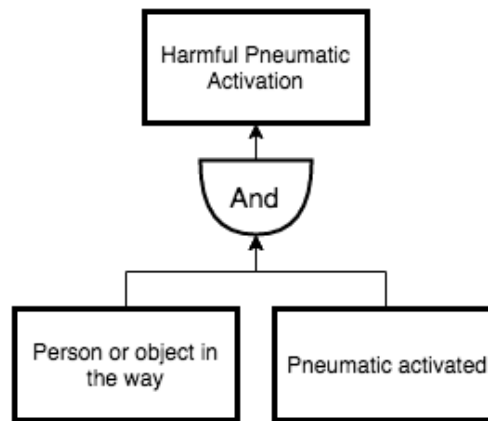 Harmful Pneumatic
Activation
And
Person or object in
the way
Pneumatic activated